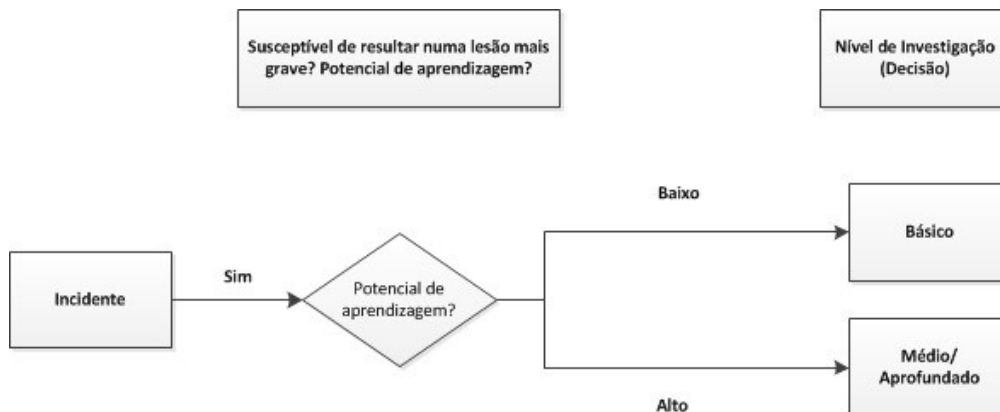 Susceptível de resultar numa lesão mais
grave? Potencial de aprendizagem?
Nível de Investigação
(Decisão)
Baixo
Básico
Sim
Incidente
Potencial de
aprendizagem?
Médio/
Aprofundado
Alto